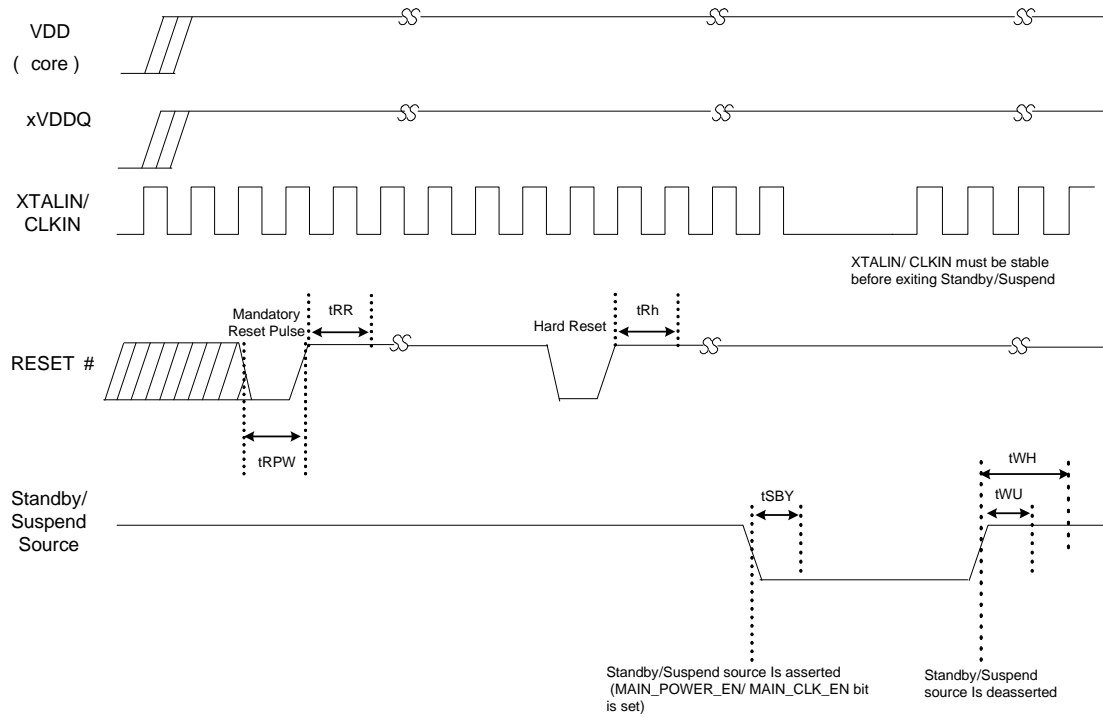 VDD
( core )
xVDDQ
XTALIN/
CLKIN
XTALIN/ CLKIN must be stable
before exiting Standby/Suspend
Mandatory
Reset Pulse
tRR
Hard Reset
tRh
RESET #
tRPW
tWH
Standby/
Suspend
Source
tSBY
tWU
Standby/Suspend source Is asserted
(MAIN_POWER_EN/ MAIN_CLK_EN bit
is set)
Standby/Suspend
source Is deasserted